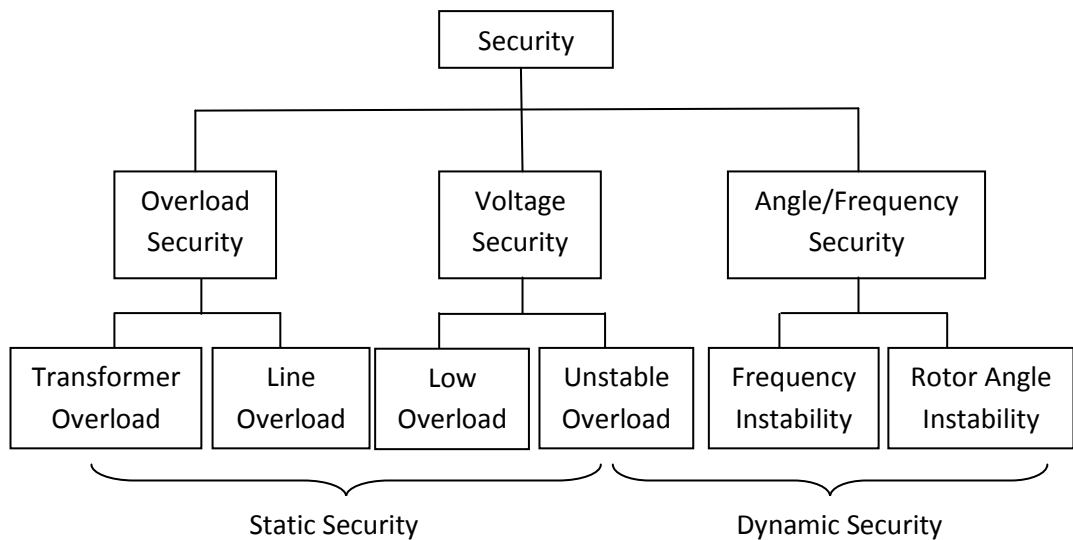 Security
Overload
Security
Voltage
Security
Angle/Frequency
Security
Transformer
Overload
Line
Overload
Low
Overload
Unstable
Overload
Frequency
Instability
Rotor Angle
Instability
Static Security
Dynamic Security